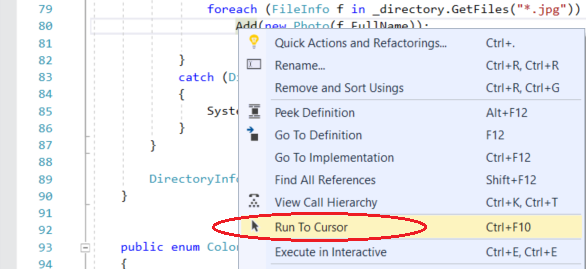 79 foreach (FileInfo f in _directory.GetFiles("*.jpg"))
80 Add(new Photo(f.FullName));
81 Quick Actions and Refactorings... Ctrl+.
82 } Rename... Ctrl+R, Ctrl+R
83 catch (Di Remove and Sort Usings Ctrl+R, Ctrl+G
84 {
85 Syst Peek Definition Alt+F12
86 } Go To Definition F12
87 }
88 Go To Implementation Ctrl+F12
89 DirectoryInfo Find All References Shift+F12
90 } View Call Hierarchy Ctrl+K, Ctrl+T
91
92 Run To Cursor Ctrl+F10
93 public enum Colo Execute in Interactive Ctrl+E, Ctrl+E
94 {